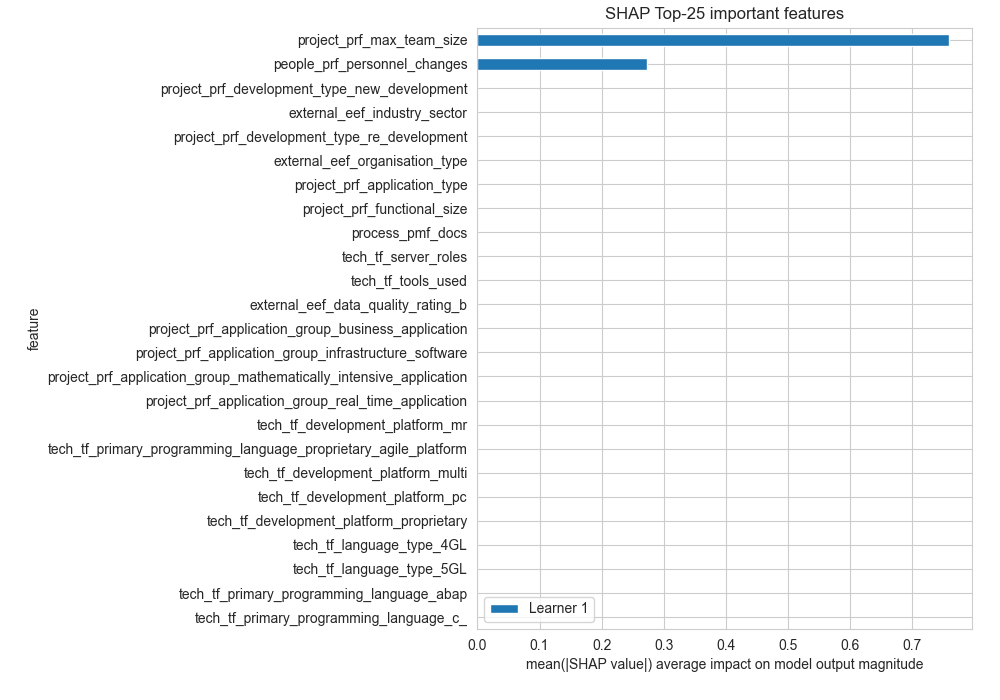 SHAP Top-25 important features
project_prf_max_team_size
people_prf_personnel_changes
project_prf_development_type_new_development
external_eef_industry_sector
project_prf_development_type_re_development
external_eef_organisation_type
project_prf_application_type
project_prf_functional_size
process_pmf_docs
tech_tf_server_roles
tech_tf_tools_used
external_eef_data_quality_rating_b
project_prf_application_group_business_application
project_prf_application_group_infrastructure_software
project_prf_application_group_mathematically_intensive_application
project_prf_application_group_real_time_application
tech_tf_development_platform_mr
tech_tf_primary_programming_language_proprietary_agile_platform
tech_tf_development_platform_multi
tech_tf_development_platform_pc
tech_tf_development_platform_proprietary
tech_tf_language_type_4GL
tech_tf_language_type_5GL
tech_tf_primary_programming_language_abap
tech_tf_primary_programming_language_c_
feature
Learner 1
0.0 0.1 0.2 0.3 0.4 0.5 0.6 0.7
mean(|SHAP value|) average impact on model output magnitude